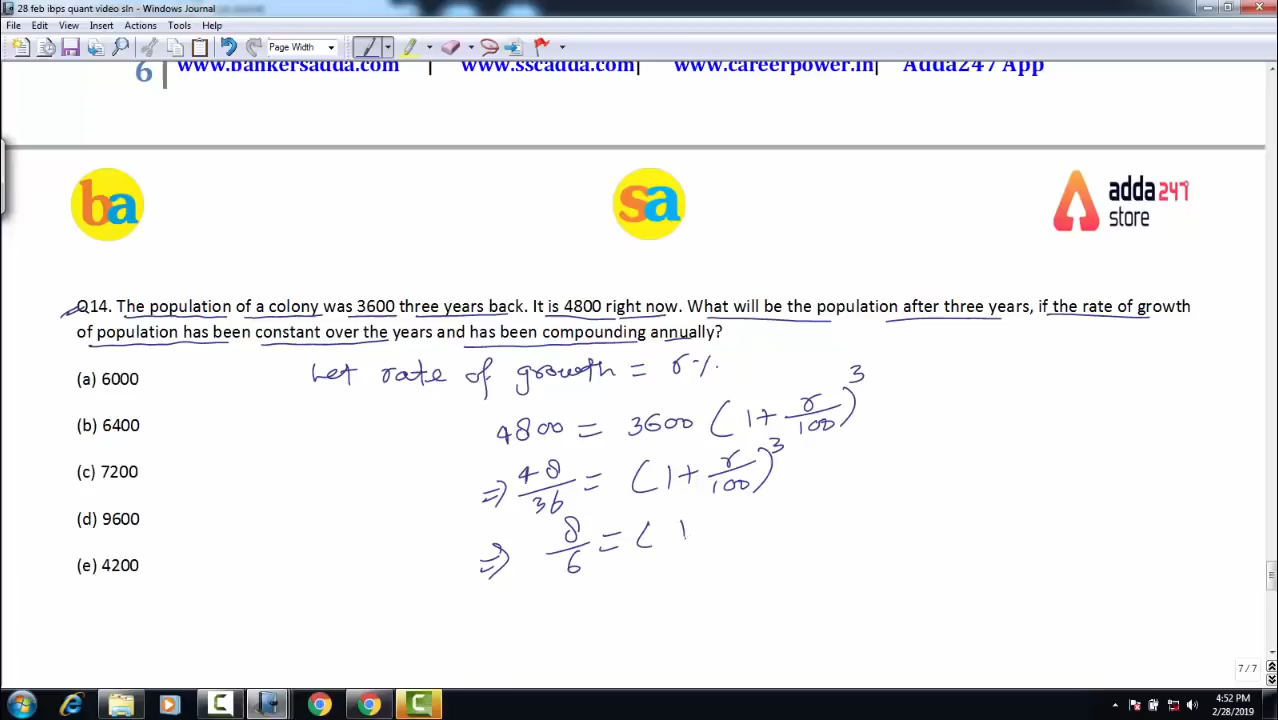 28 feb ibps quant video sln - Windows Journal
File Edit View Insert Actions Tools Help
Page Width
6 | www.bankersadda.com | www.sscadda.com| www.careerpower.in| Adda247 App
ba sa adda 247
store
Q14. The population of a colony was 3600 three years back. It is 4800 right now. What will be the population after three years, if the rate of growth
of population has been constant over the years and has been compounding annually?
(a) 6000
(b) 6400
(c) 7200
(d) 9600
(e) 4200
Let rate of growth = r%
4800 = 3600 (1+ r/100)^3
⇒ 48/36 = (1+ r/100)^3
⇒ 8/6 = ( 1
7/7
4:52 PM
2/28/2019